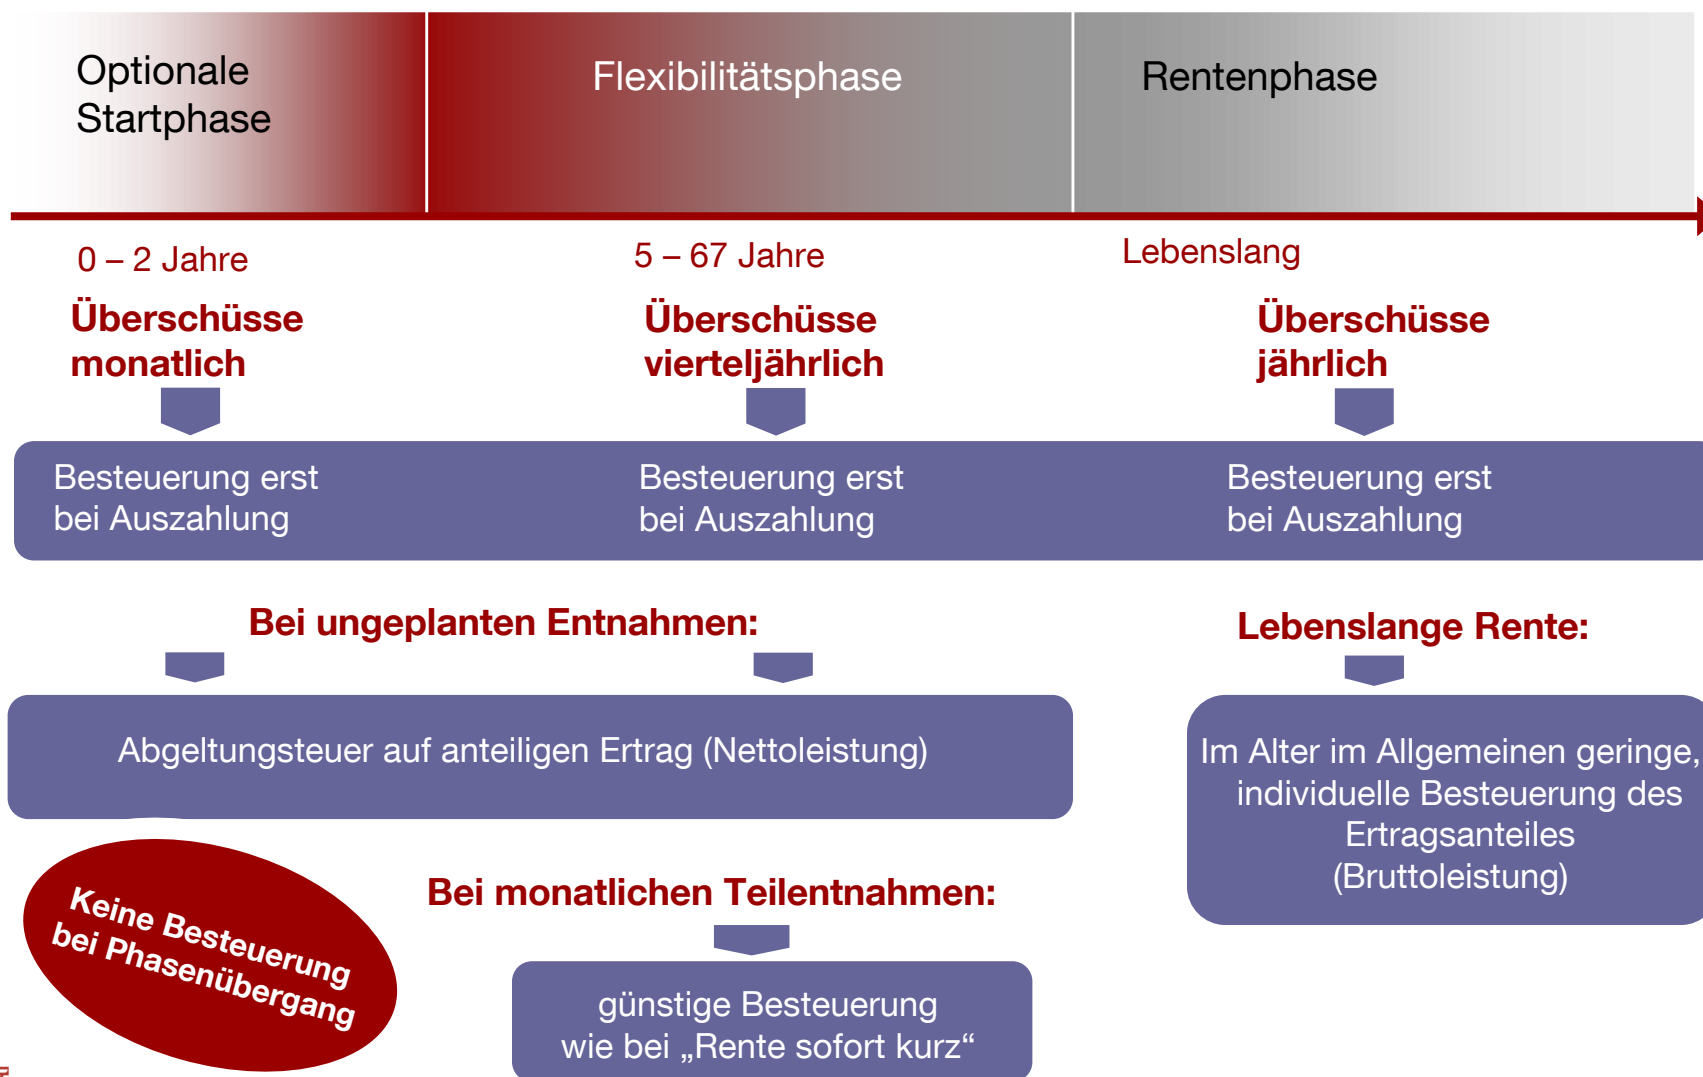 Optionale
Startphase
Flexibilitätsphase
Rentenphase
0 – 2 Jahre
5 – 67 Jahre
Lebenslang
Überschüsse
monatlich
Überschüsse
vierteljährlich
Überschüsse
jährlich
Besteuerung erst
bei Auszahlung
Besteuerung erst
bei Auszahlung
Besteuerung erst
bei Auszahlung
Bei ungeplanten Entnahmen:
Lebenslange Rente:
Abgeltungsteuer auf anteiligen Ertrag (Nettoleistung)
Im Alter im Allgemeinen geringe,
individuelle Besteuerung des
Ertragsanteiles
(Bruttoleistung)
Keine Besteuerung
bei Phasenübergang
Bei monatlichen Teilentnahmen:
günstige Besteuerung
wie bei „Rente sofort kurz“